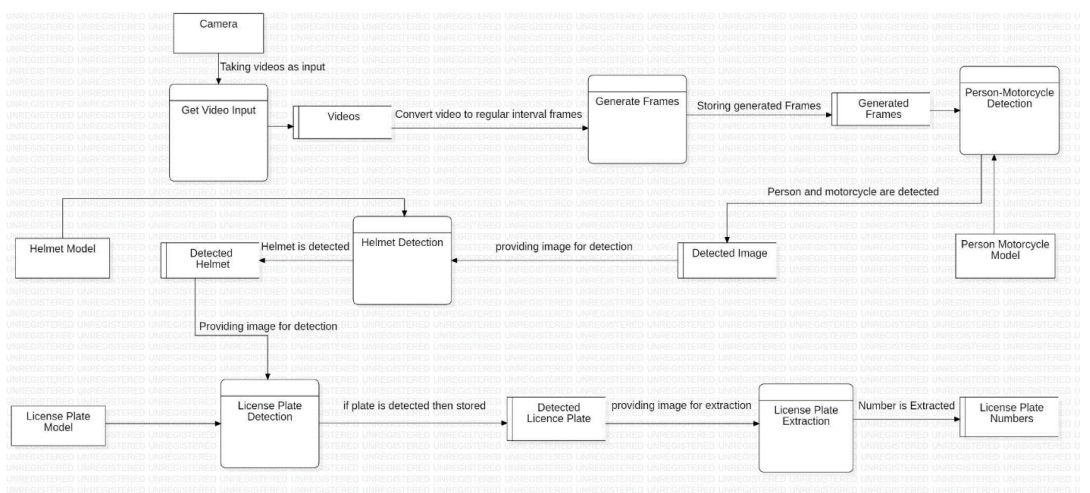 Camera
Taking videos as input
Get Video Input
Videos
Convert video to regular interval frames
Generate Frames
Storing generated Frames
Generated
Frames
Person-Motorcycle
Detection
Person and motorcycle are detected
Helmet Model
Detected
Helmet
Helmet is detected
Helmet Detection
providing image for detection
Detected Image
Person Motorcycle
Model
Providing image for detection
License Plate
Model
License Plate
Detection
if plate is detected then stored
Detected
Licence Plate
providing image for extraction
License Plate
Extraction
Number is Extracted
License Plate
Numbers
UNREGISTERED